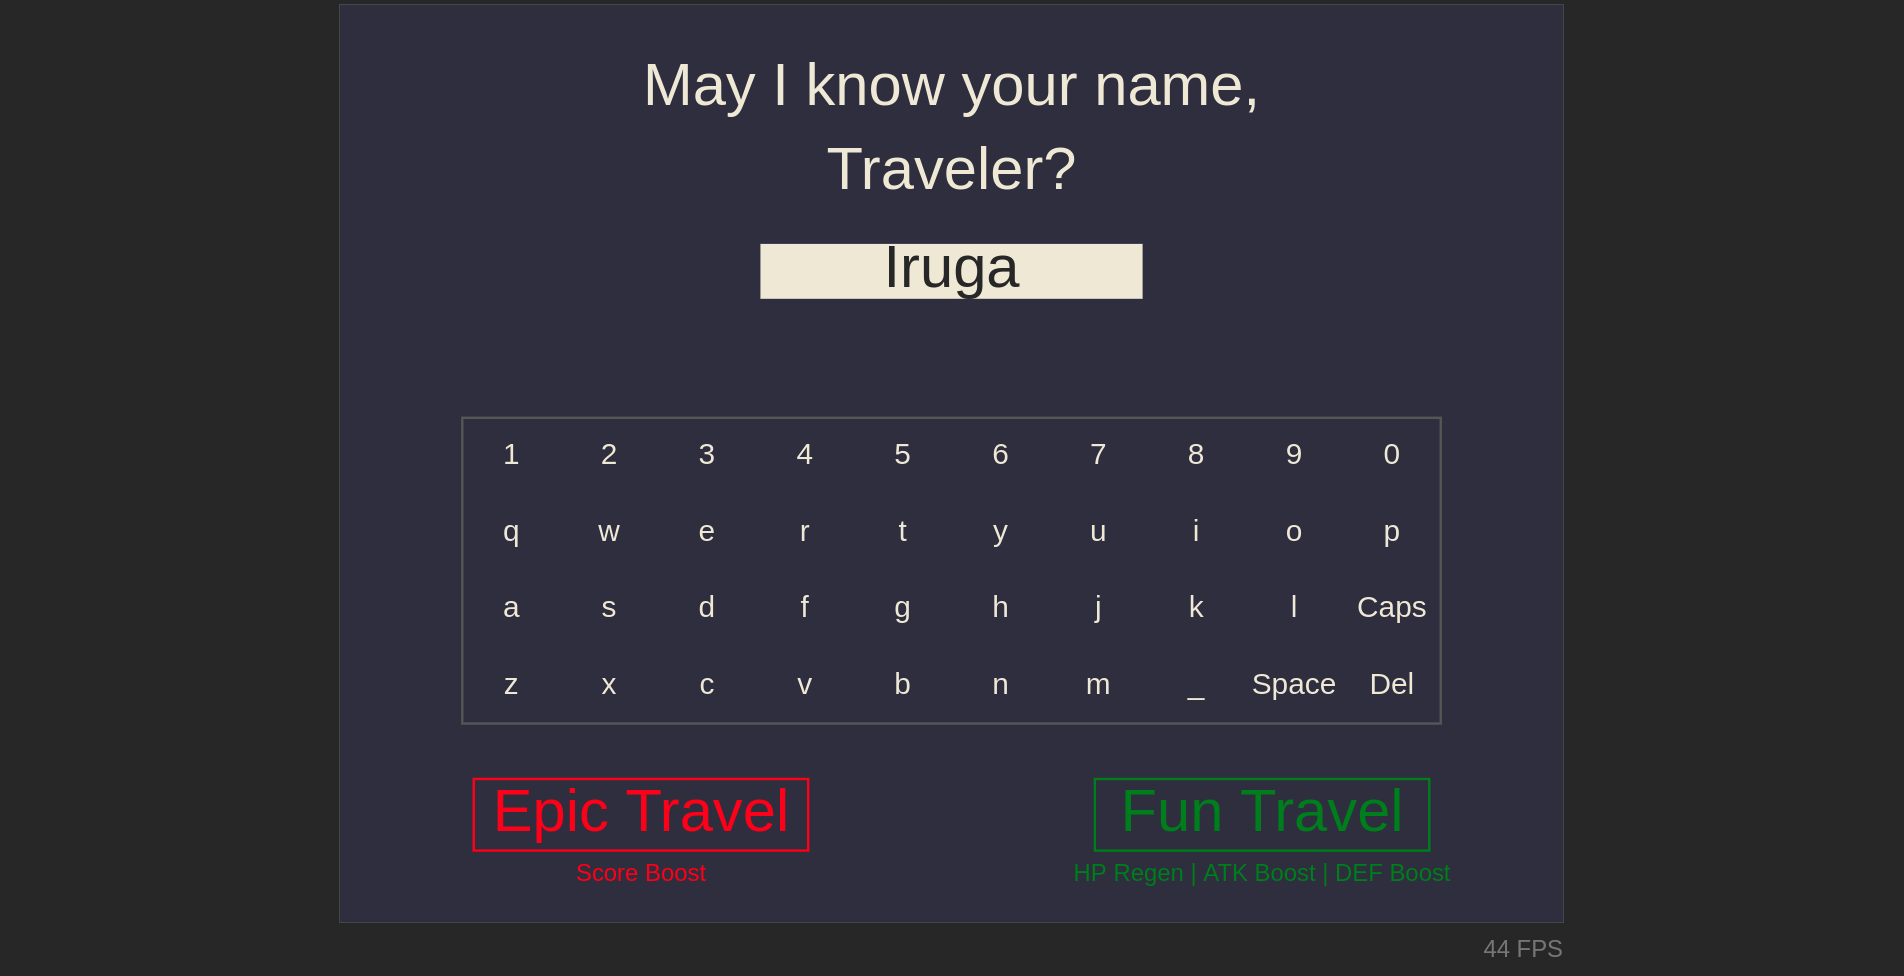 May I know your name,
Traveler?
Iruga
1 2 3 4 5 6 7 8 9 0
q w e r t y u i o p
a s d f g h j k l Caps
z x c v b n m _ Space Del
Epic Travel
Fun Travel
Score Boost
HP Regen | ATK Boost | DEF Boost
44 FPS